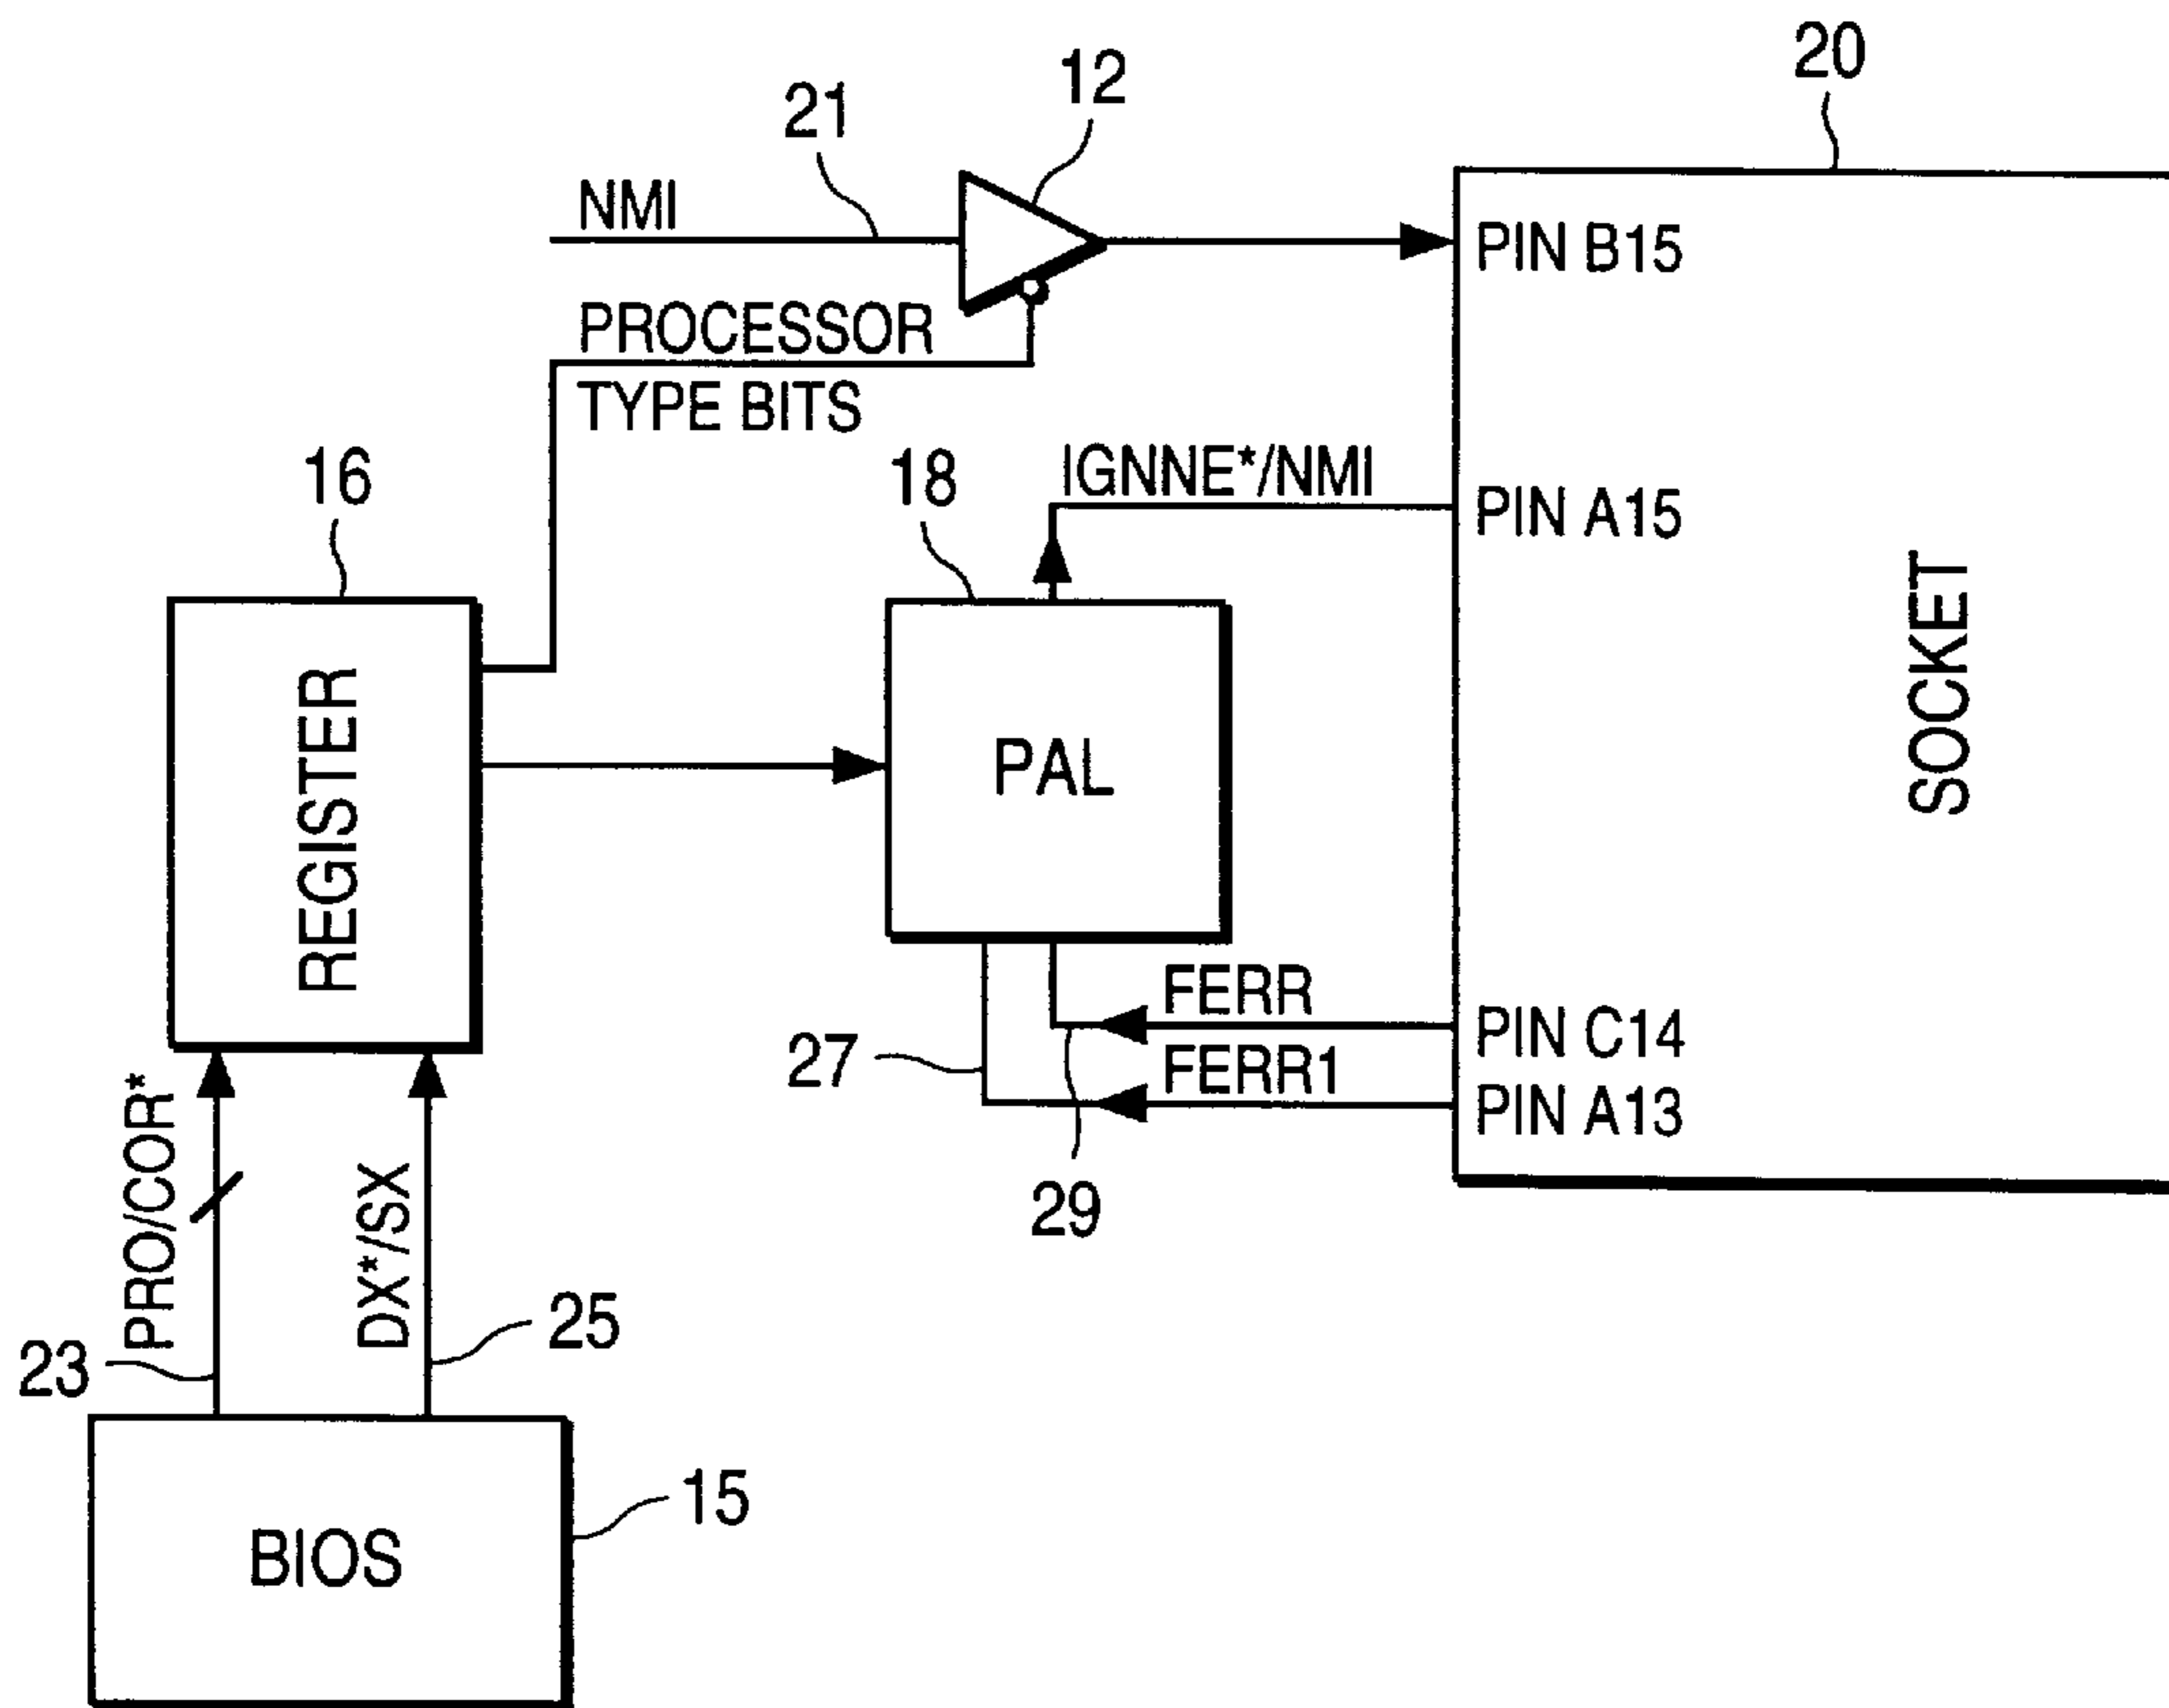 20
12
21
NMI
PIN B15
PROCESSOR
TYPE BITS
16
18
IGNNE*/NMI
PIN A15
SOCKET
REGISTER
PAL
FERR
PIN C14
27
FERR1
PIN A13
29
PRO/COR*
DX*/SX
25
23
15
BIOS